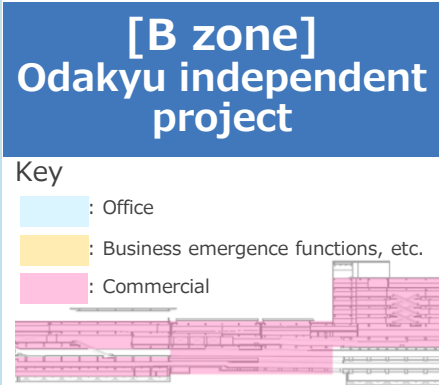 [B zone]
Odakyu independent
project
Key
: Office
: Business emergence functions, etc.
: Commercial